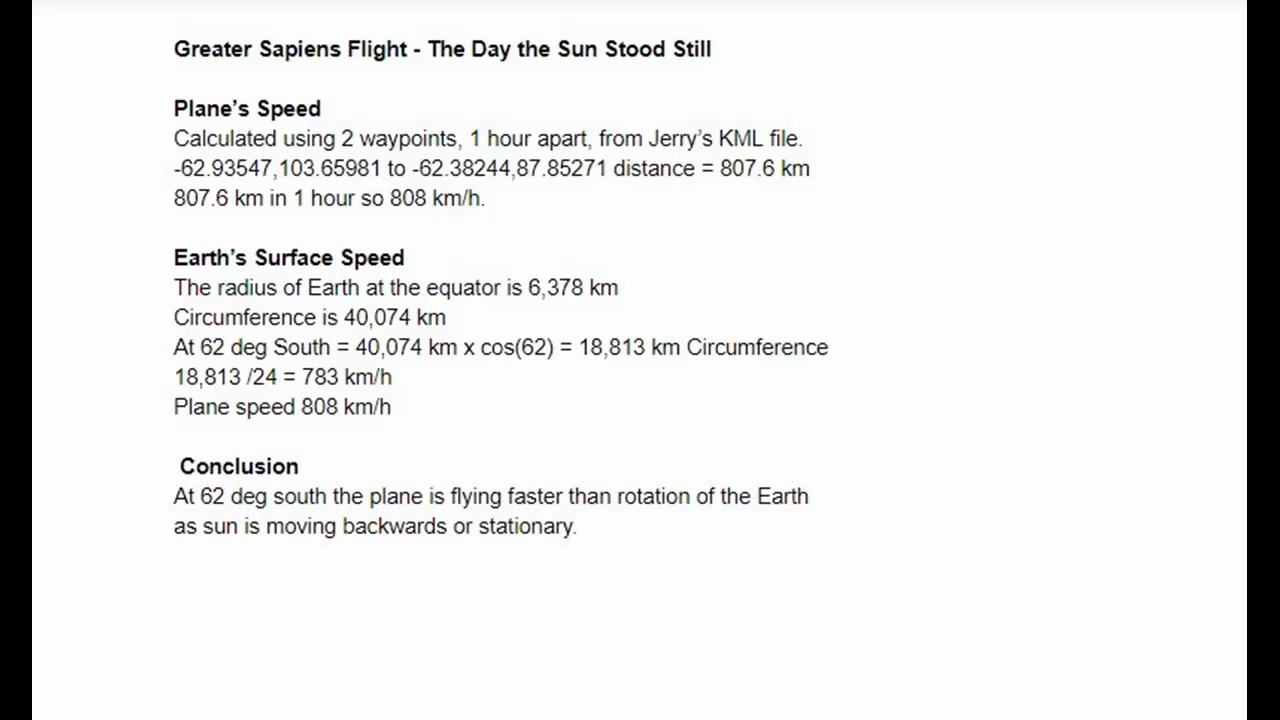 Greater Sapiens Flight - The Day the Sun Stood Still
Plane's Speed
Calculated using 2 waypoints, 1 hour apart, from Jerry's KML file.
-62.93547,103.65981 to -62.38244,87.85271 distance = 807.6 km
807.6 km in 1 hour so 808 km/h.
Earth's Surface Speed
The radius of Earth at the equator is 6,378 km
Circumference is 40,074 km
At 62 deg South = 40,074 km x cos(62) = 18,813 km Circumference
18,813 /24 = 783 km/h
Plane speed 808 km/h
Conclusion
At 62 deg south the plane is flying faster than rotation of the Earth
as sun is moving backwards or stationary.